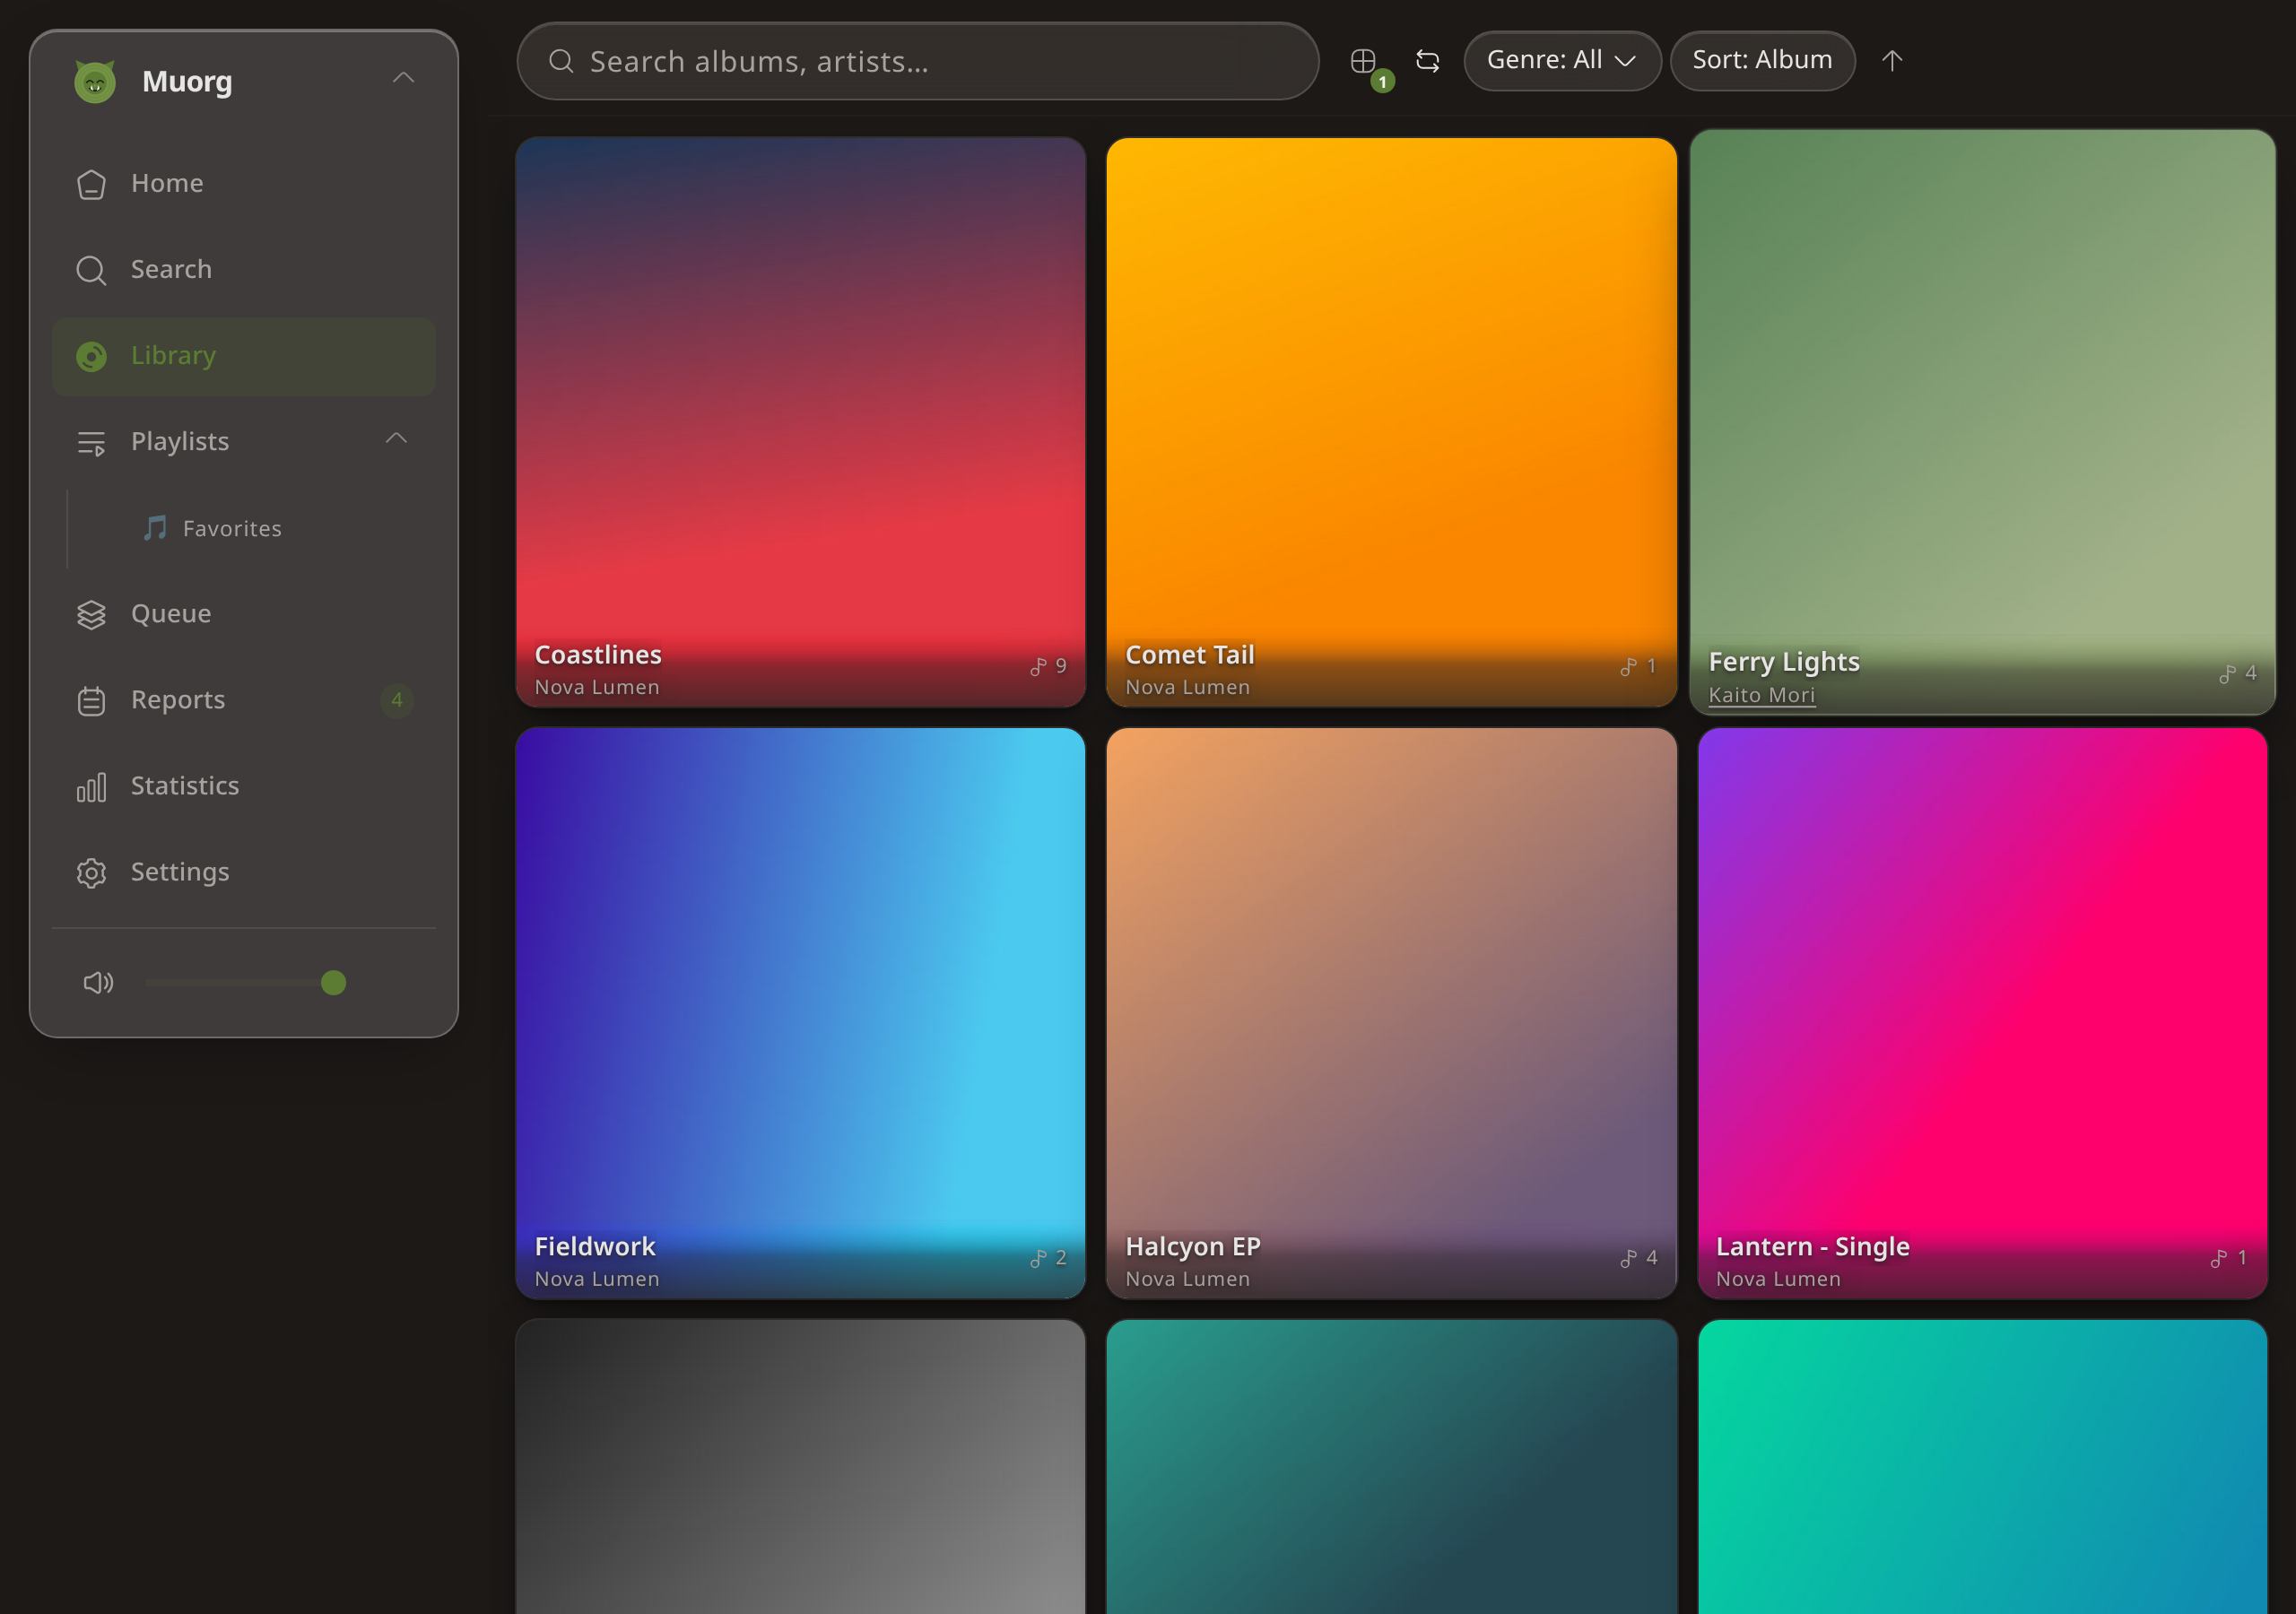 Muorg
Home
Search
Library
Playlists
Favorites
Queue
Reports 4
Statistics
Settings
Search albums, artists...
1
Genre: All
Sort: Album
Coastlines
Nova Lumen
9
Comet Tail
Nova Lumen
1
Ferry Lights
Kaito Mori
4
Fieldwork
Nova Lumen
2
Halcyon EP
Nova Lumen
4
Lantern - Single
Nova Lumen
1